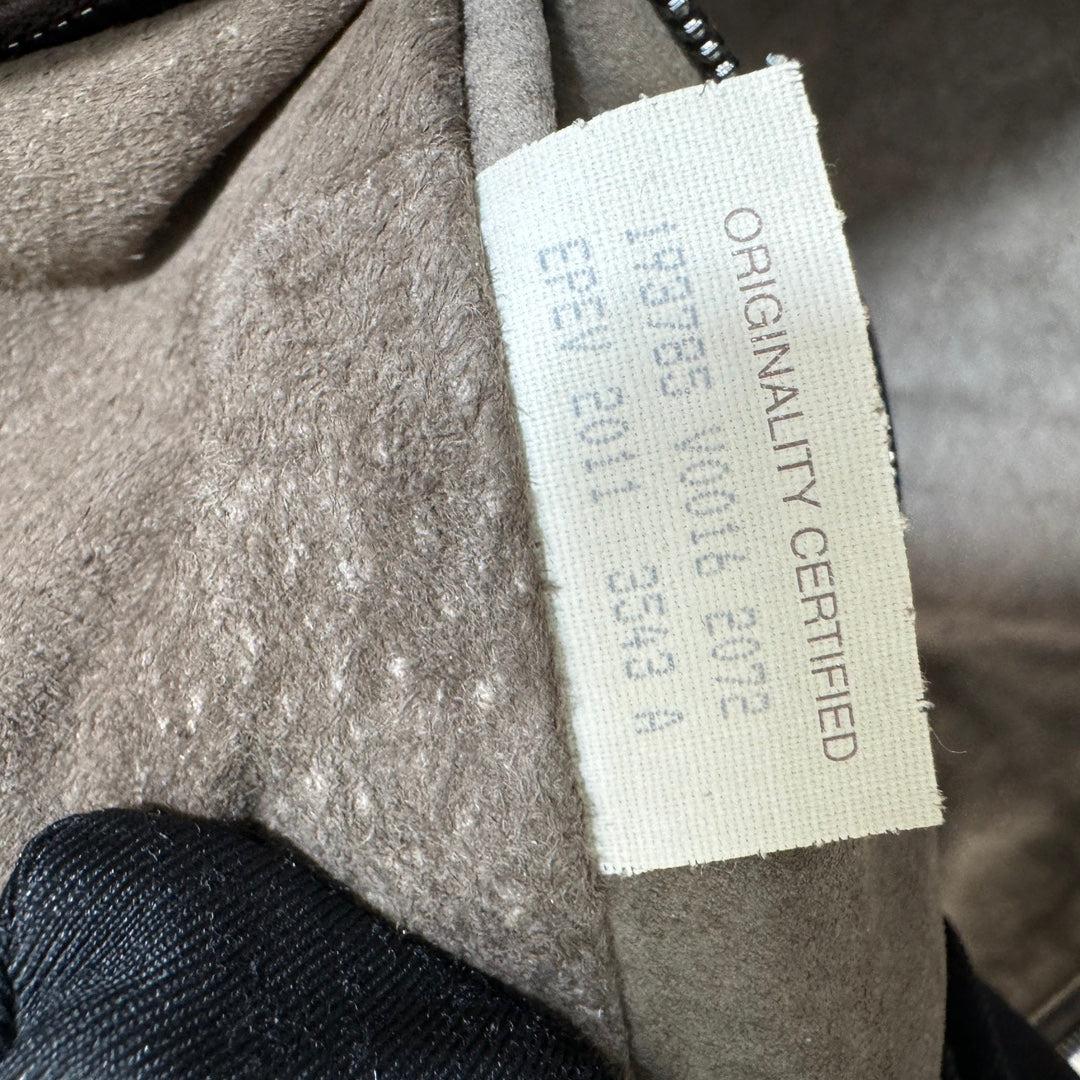 ORIGINALITY CERTIFIED
193785 V0016 2072
EPEV 2011 3543 A